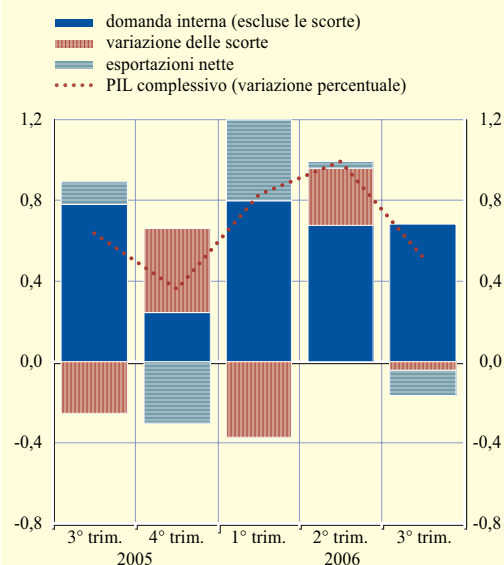 domanda interna (escluse le scorte)
variazione delle scorte
esportazioni nette
PIL complessivo (variazione percentuale)
1,2 1,2
0,8 0,8
0,4 0,4
0,0 0,0
-0,4 -0,4
-0,8 -0,8
3° trim. 4° trim. 1° trim. 2° trim. 3° trim.
2005 2006